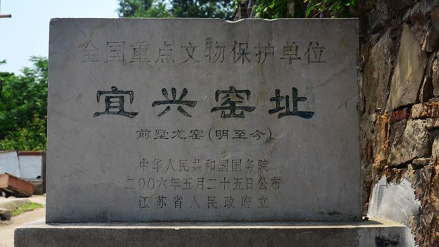 全国重点文物保护单位
宜兴窑址
前墅龙窑(明至今)
中华人民共和国国务院
二〇〇六年五月二十五日公布
江苏省人民政府立